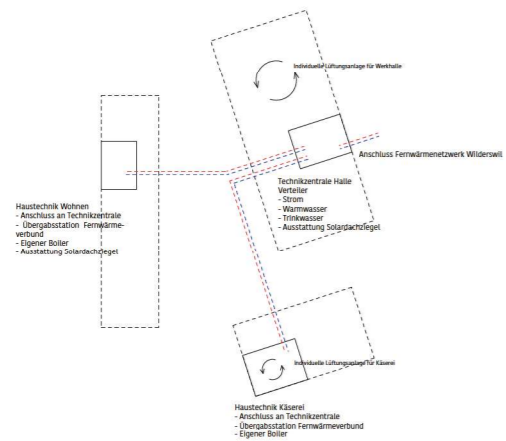 Individuelle Lüftungsanlage für Werkhalle
Anschluss Fernwärmenetzwerk Wilderswil
Technikzentrale Halle
Verteiler
- Strom
- Warmwasser
- Trinkwasser
- Ausstattung Solardachziegel
Haustechnik Wohnen
- Anschluss an Technikzentrale
- Übergabsstation Fernwärme-
verbund
- Eigener Boiler
- Ausstattung Solardachziegel
Individuelle Lüftungsanlage für Käserei
Haustechnik Käserei
- Anschluss an Technikzentrale
- Übergabsstation Fernwärmeverbund
- Eigener Boiler